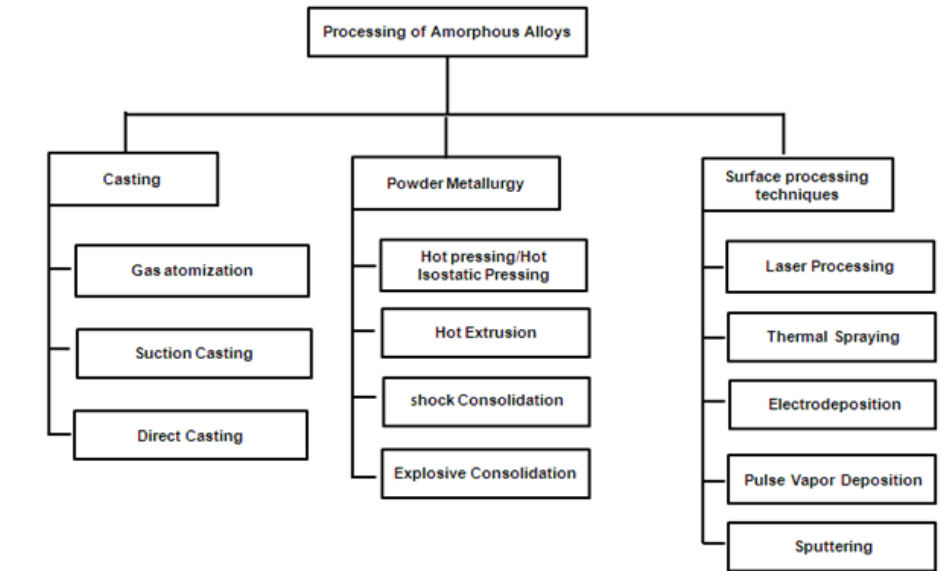 Processing of Amorphous Alloys
Casting
Gas atomization
Suction Casting
Direct Casting
Powder Metallurgy
Hot pressing/Hot
Isostatic Pressing
Hot Extrusion
shock Consolidation
Explosive Consolidation
Surface processing
techniques
Laser Processing
Thermal Spraying
Electrodeposition
Pulse Vapor Deposition
Sputtering